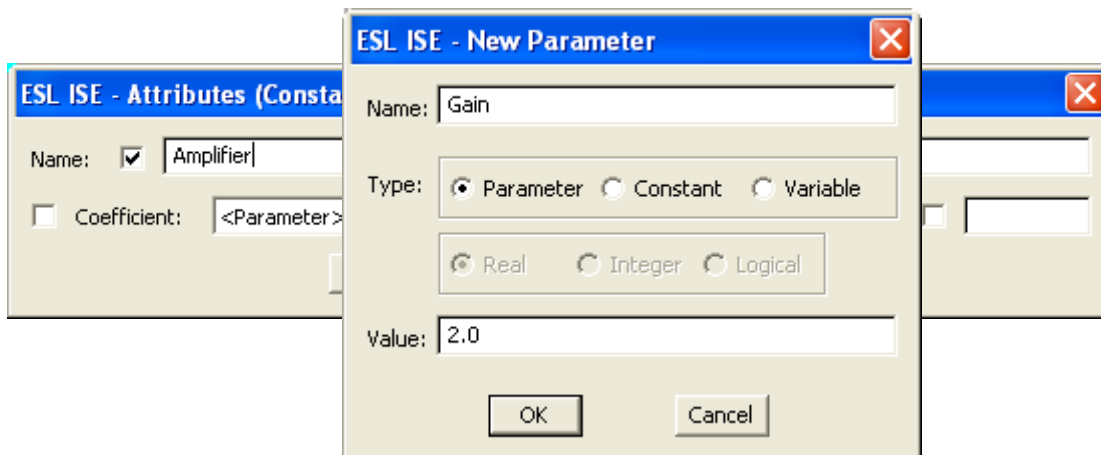 ESL ISE - New Parameter
Name: Gain
Type: Parameter Constant Variable
Real Integer Logical
Value: 2.0
OK Cancel
ESL ISE - Attributes (Consta
Name: Amplifier
Coefficient: <Parameter>